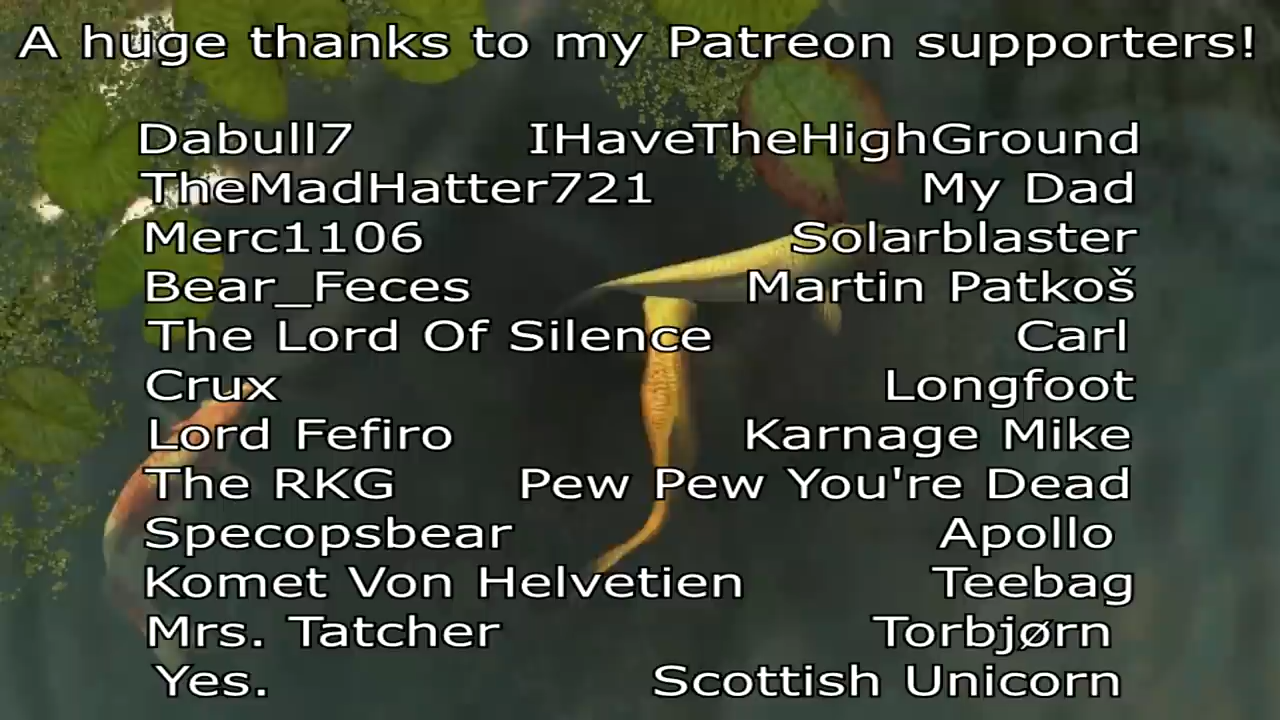 A huge thanks to my Patreon supporters!
Dabull7 IHaveTheHighGround
TheMadHatter721 My Dad
Merc1106 Solarblaster
Bear_Feces Martin Patkoš
The Lord Of Silence Carl
Crux Longfoot
Lord Fefiro Karnage Mike
The RKG Pew Pew You're Dead
Specopsbear Apollo
Komet Von Helvetien Teebag
Mrs. Tatcher Torbjørn
Yes. Scottish Unicorn